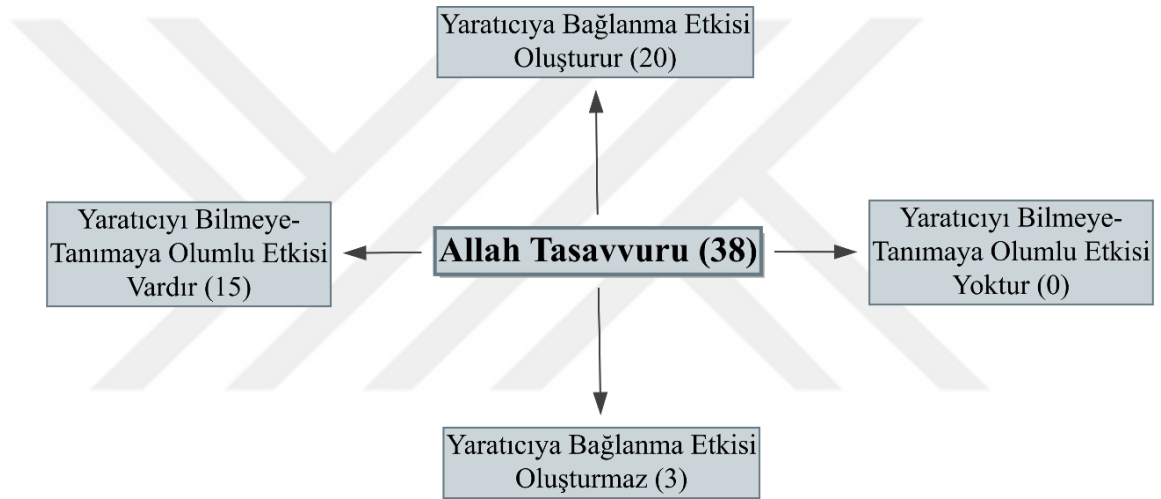 Yaratıcıya Bağlanma Etkisi
Oluşturur (20)
Yaratıcıyı Bilmeye-
Tanımaya Olumlu Etkisi
Vardır (15)
Allah Tasavvuru (38)
Yaratıcıyı Bilmeye-
Tanımaya Olumlu Etkisi
Yoktur (0)
Yaratıcıya Bağlanma Etkisi
Oluşturmaz (3)